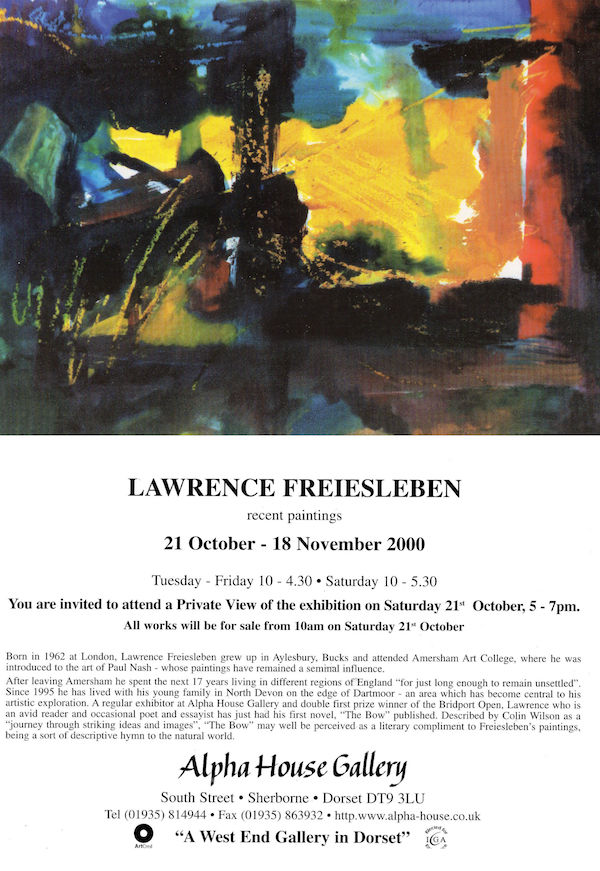 LAWRENCE FREIESLEBEN
recent paintings
21 October - 18 November 2000
Tuesday - Friday 10 - 4.30 • Saturday 10 - 5.30
You are invited to attend a Private View of the exhibition on Saturday 21st October, 5 - 7pm.
All works will be for sale from 10am on Saturday 21st October
Born in 1962 at London, Lawrence Freiesleben grew up in Aylesbury, Bucks and attended Amersham Art College, where he was
introduced to the art of Paul Nash - whose paintings have remained a seminal influence.
After leaving Amersham he spent the next 17 years living in different regions of England “for just long enough to remain unsettled”.
Since 1995 he has lived with his young family in North Devon on the edge of Dartmoor - an area which has become central to his
artistic exploration. A regular exhibitor at Alpha House Gallery and double first prize winner of the Bridport Open, Lawrence who is
an avid reader and occasional poet and essayist has just had his first novel, “The Bow” published. Described by Colin Wilson as a
“journey through striking ideas and images”, “The Bow” may well be perceived as a literary compliment to Freiesleben's paintings,
being a sort of descriptive hymn to the natural world.
Alpha House Gallery
South Street • Sherborne • Dorset DT9 3LU
Tel (01935) 814944 • Fax (01935) 863932 • http.www.alpha-house.co.uk
“A West End Gallery in Dorset”